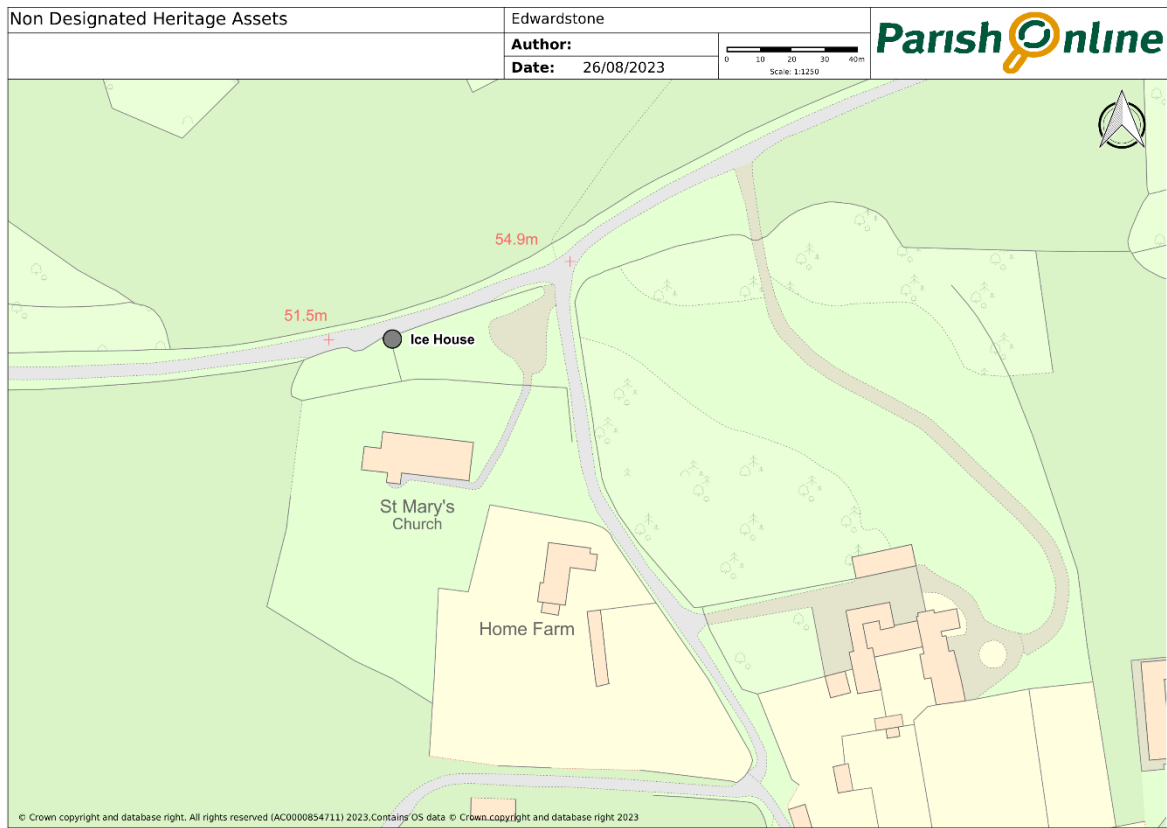 Non Designated Heritage Assets
Edwardstone
Author:
Date: 26/08/2023
0 10 20 30 40m
Scale: 1:1250
Parish Online
54.9m
51.5m
Ice House
St Mary's
Church
Home Farm
© Crown copyright and database right. All rights reserved (AC0000854711) 2023.Contains OS data © Crown copyright and database right 2023